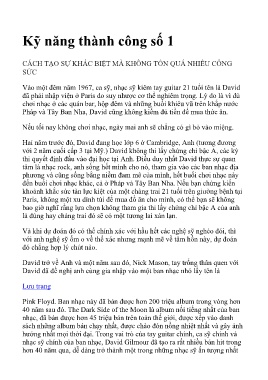 Kỹ năng thành công số 1
CÁCH TẠO SỰ KHÁC BIỆT MÀ KHÔNG TỐN QUÁ NHIỀU CÔNG
SỨC
Vào một đêm năm 1967, ca sỹ, nhạc sỹ kiêm tay guitar 21 tuổi tên là David
đã phải nhập viện ở Paris do suy nhược cơ thể nghiêm trọng. Lý do là vì dù
chơi nhạc ở các quán bar, hộp đêm và những buổi khiêu vũ trên khắp nước
Pháp và Tây Ban Nha, David cũng không kiếm đủ tiền để mua thức ăn.
Nếu tối nay không chơi nhạc, ngày mai anh sẽ chẳng có gì bỏ vào miệng.
Hai năm trước đó, David đang học lớp 6 ở Cambridge, Anh (tương đương
với 2 năm cuối cấp 3 tại Mỹ.) David không thi lấy chứng chỉ bậc A, các kỳ
thi quyết định đầu vào đại học tại Anh. Điều duy nhất David thực sự quan
tâm là nhạc rock, anh sống hết mình cho nó, tham gia vào các ban nhạc địa
phương và cũng sống bằng niềm đam mê của mình, hết buổi chơi nhạc này
đến buổi chơi nhạc khác, cả ở Pháp và Tây Ban Nha. Nếu bạn chứng kiến
khoảnh khắc sức tàn lực kiệt của một chàng trai 21 tuổi trên giường bệnh tại
Paris, không một xu dính túi để mua đồ ăn cho mình, có thể bạn sẽ không
bao giờ nghĩ rằng lựa chọn không tham gia thi lấy chứng chỉ bậc A của anh
là đúng hay chàng trai đó sẽ có một tương lai xán lạn.
Và khi dự đoán đó có thể chính xác với hầu hết các nghệ sỹ nghèo đói, thì
với anh nghệ sỹ ốm o về thể xác nhưng mạnh mẽ về tâm hồn này, dự đoán
đó chẳng hợp lý chút nào.
David trở về Anh và một năm sau đó, Nick Mason, tay trống thân quen với
David đã đề nghị anh cùng gia nhập vào một ban nhạc nhỏ lấy tên là
Lưu trang
Pink Floyd. Ban nhạc này đã bán được hơn 200 triệu album trong vòng hơn
40 năm sau đó. The Dark Side of the Moon là album nổi tiếng nhất của ban
nhạc, đã bán được hơn 45 triệu bản trên toàn thế giới, được xếp vào danh
sách những album bán chạy nhất, được chào đón nồng nhiệt nhất và gây ảnh
hưởng nhất mọi thời đại. Trong vai trò của tay guitar chính, ca sỹ chính và
nhạc sỹ chính của ban nhạc, David Gilmour đã tạo ra rất nhiều bản hit trong
hơn 40 năm qua, dễ dàng trở thành một trong những nhạc sỹ ấn tượng nhất